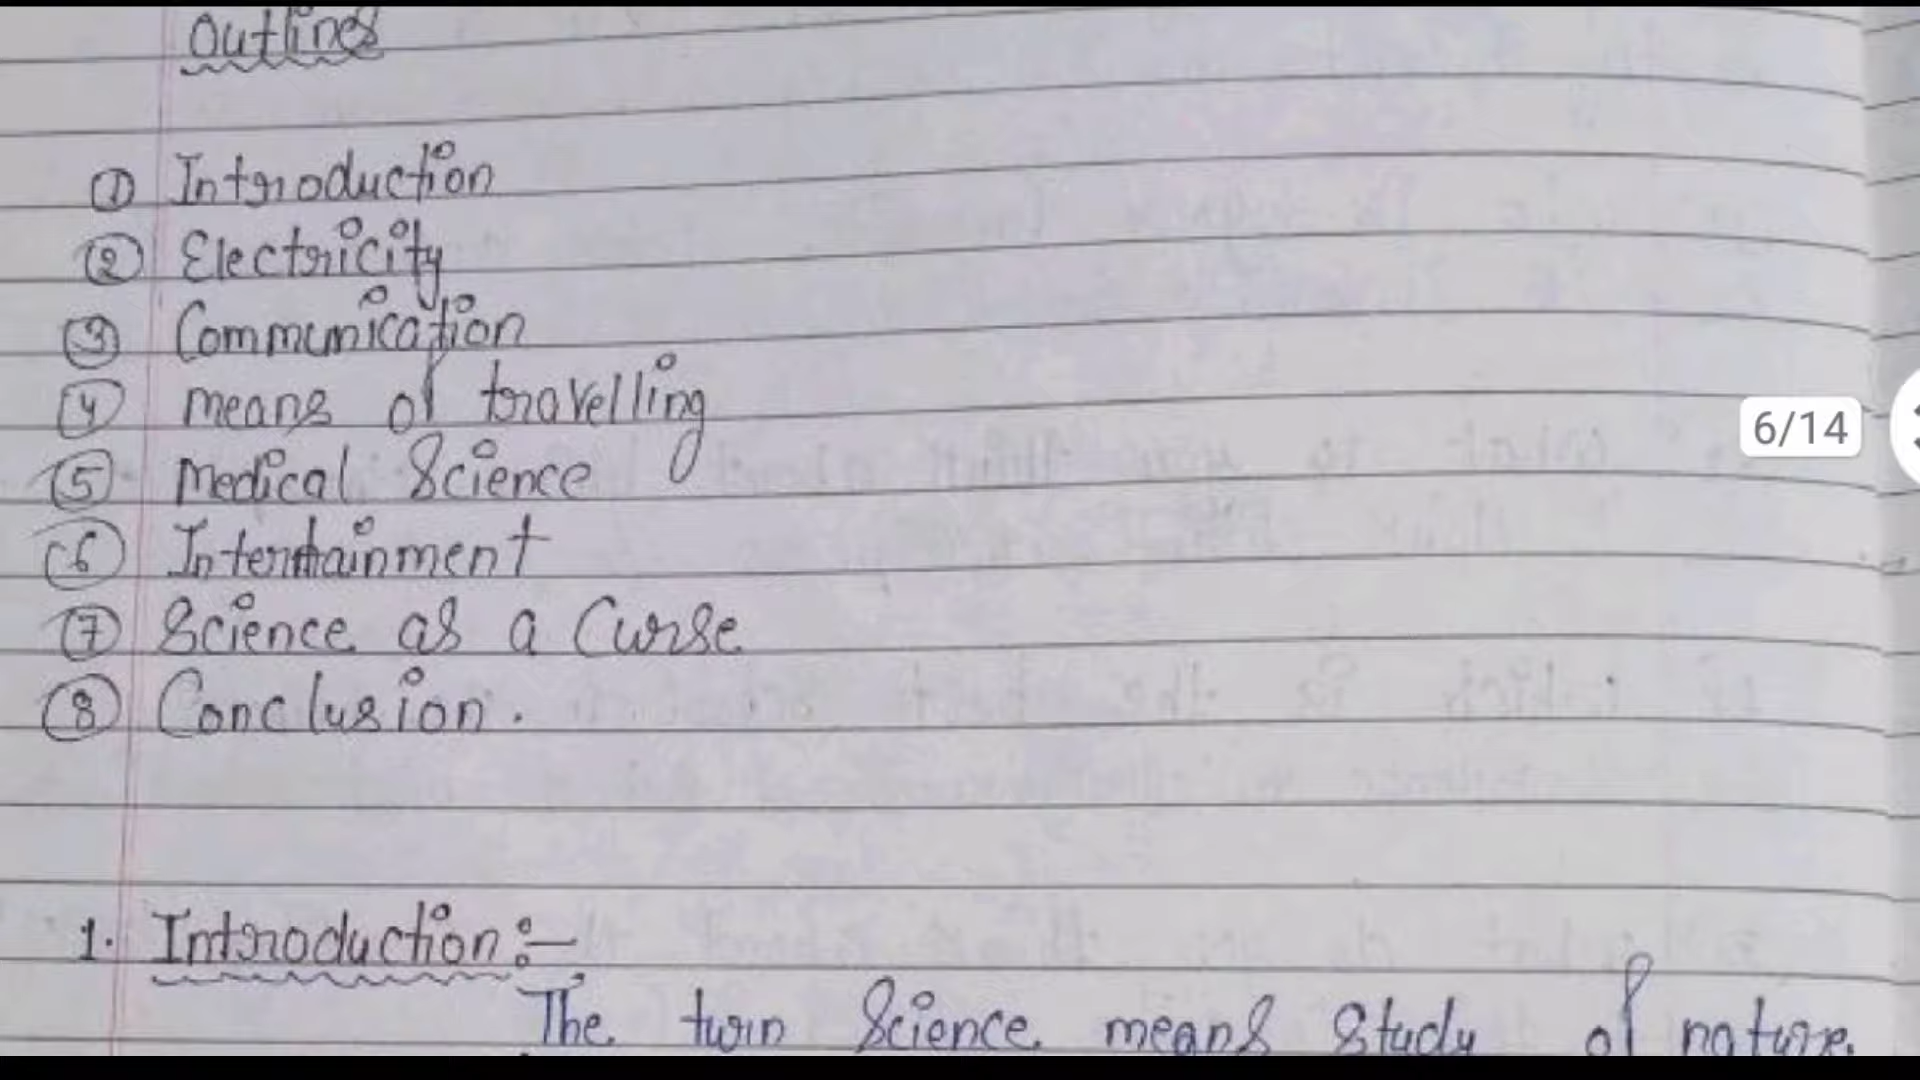 Outlines
① Introduction
② Electricity
③ Communication
④ means of travelling
⑤ Medical Science
⑥ Intertainment
⑦ Science as a Curse
⑧ Conclusion.
6/14
1. Introduction:-
The turn Science means study of nature.